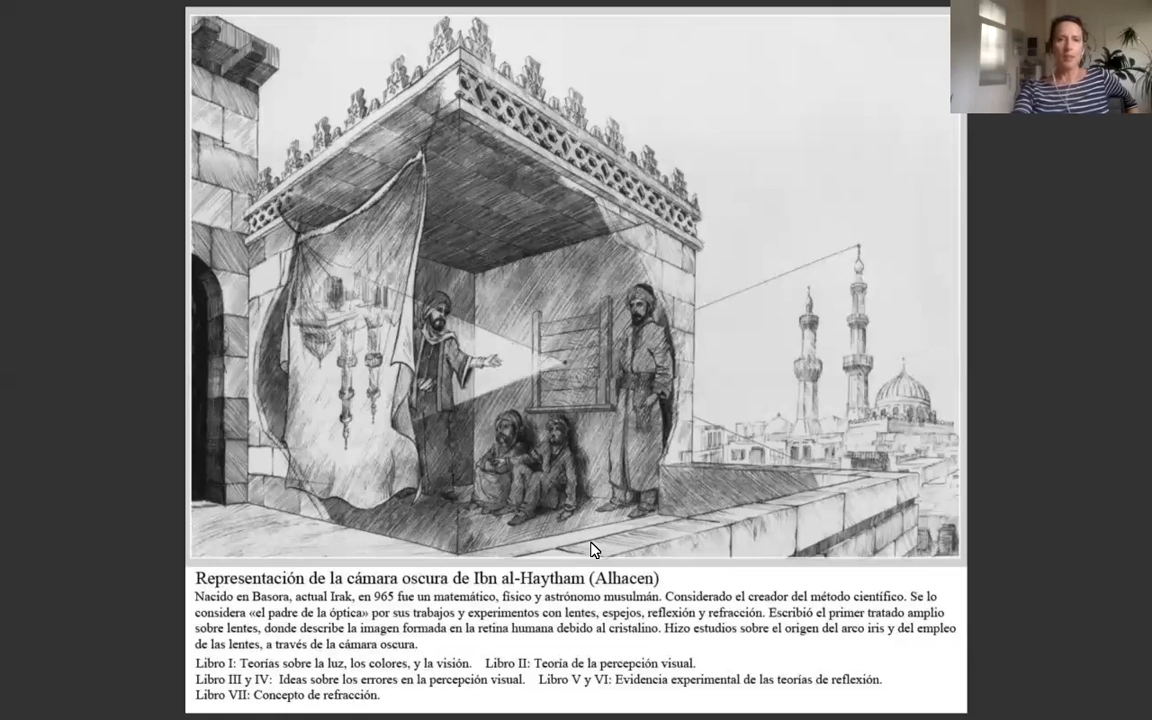 Representación de la cámara oscura de Ibn al-Haytham (Alhacen)
Nacido en Basora, actual Irak, en 965 fue un matemático, físico y astrónomo musulmán. Considerado el creador del método científico. Se lo
considera «el padre de la óptica» por sus trabajos y experimentos con lentes, espejos, reflexión y refracción. Escribió el primer tratado amplio
sobre lentes, donde describe la imagen formada en la retina humana debido al cristalino. Hizo estudios sobre el origen del arco iris y del empleo
de las lentes, a través de la cámara oscura.
Libro I: Teorías sobre la luz, los colores, y la visión. Libro II: Teoría de la percepción visual.
Libro III y IV: Ideas sobre los errores en la percepción visual. Libro V y VI: Evidencia experimental de las teorías de reflexión.
Libro VII: Concepto de refracción.